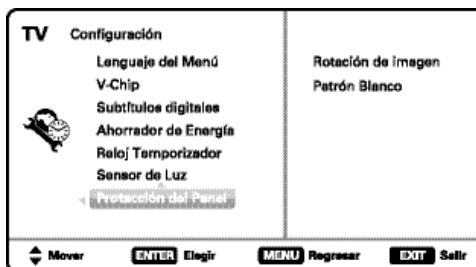 TV Configuración
Lenguaje del Menú
V-Chip
Subtítulos digitales
Ahorrador de Energía
Reloj Temporizador
Sensor de Luz
Protección del Panel
Rotación de imagen
Patrón Blanco
Mover ENTER Elegir MENU Regresar EXIT Salir